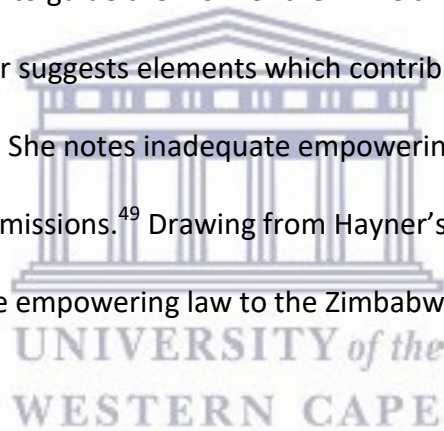 r suggests elements which contrib
She notes inadequate empowerin
missions.⁴⁹ Drawing from Hayner's
e empowering law to the Zimbabw
UNIVERSITY of the
WESTERN CAPE